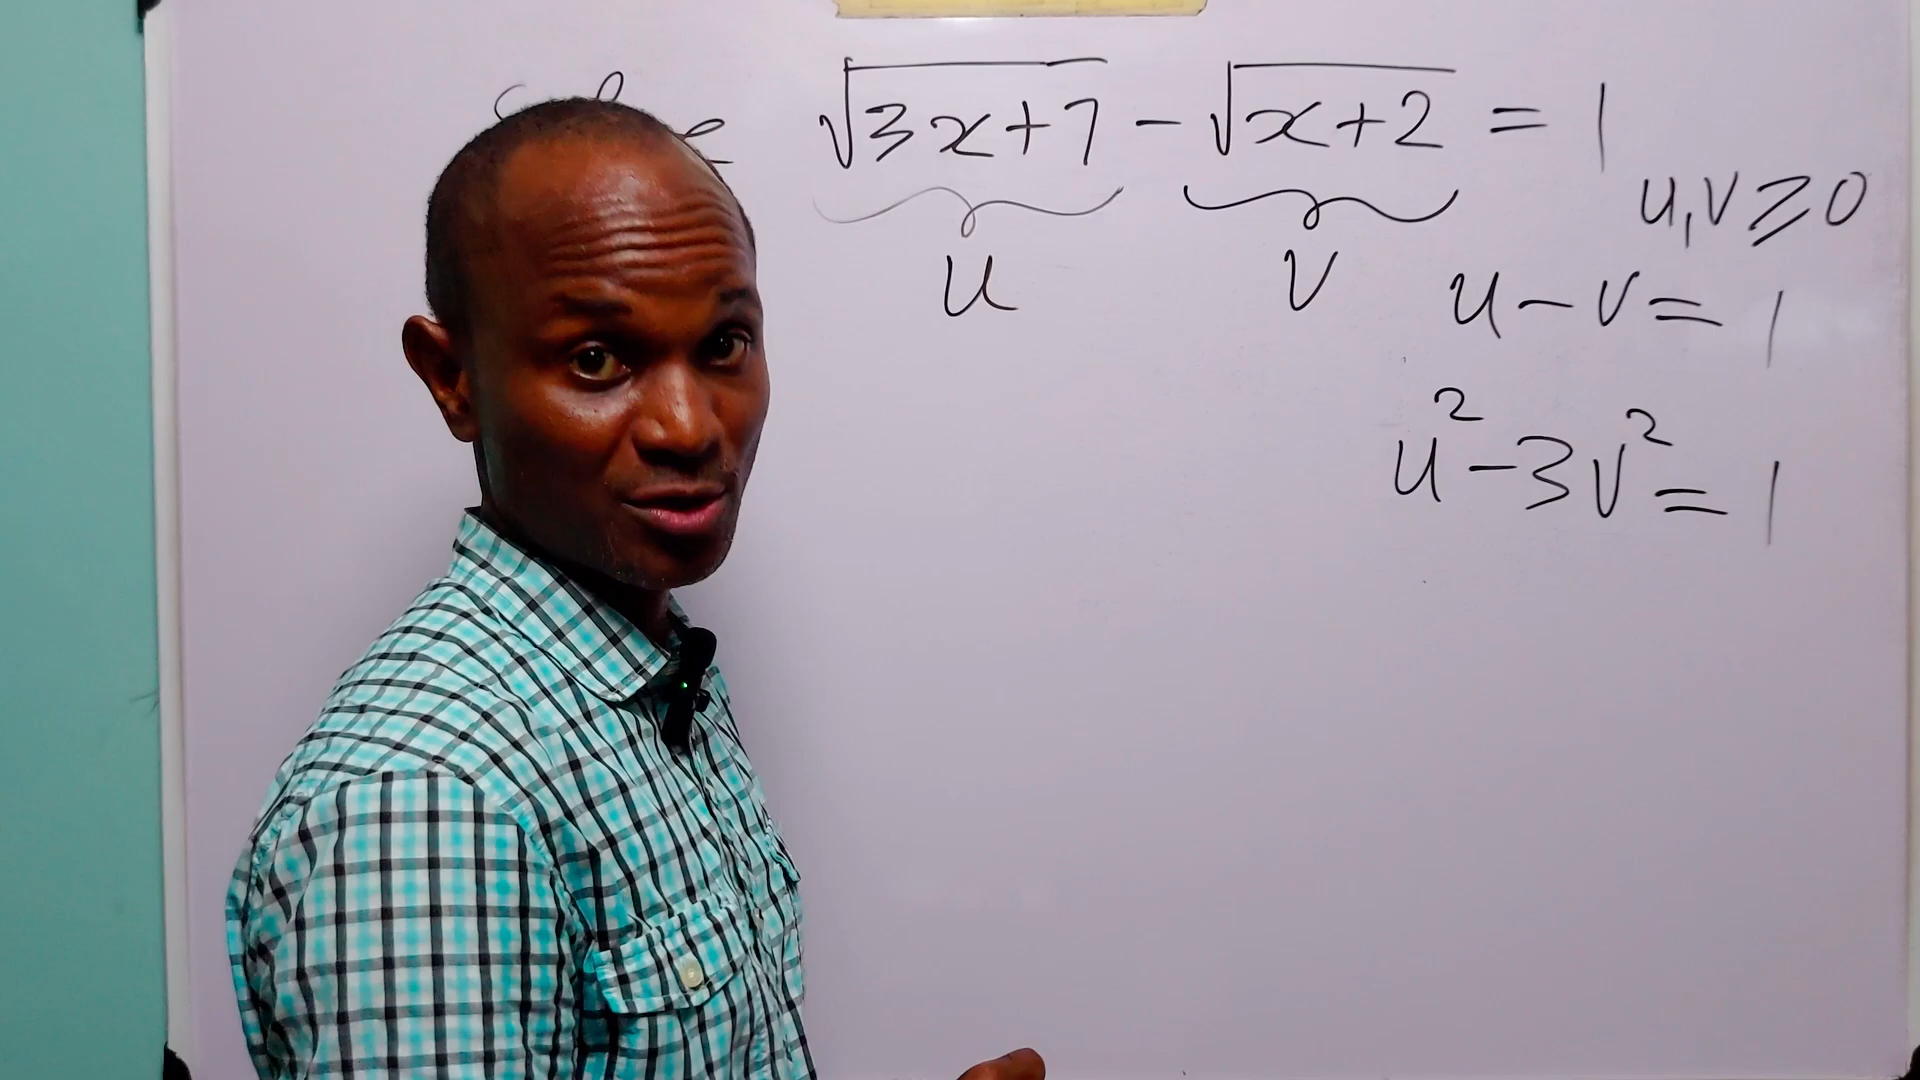 √(3x+7) - √(x+2) = 1
u,v ≥ 0
u v u - v = 1
u² - 3v² = 1